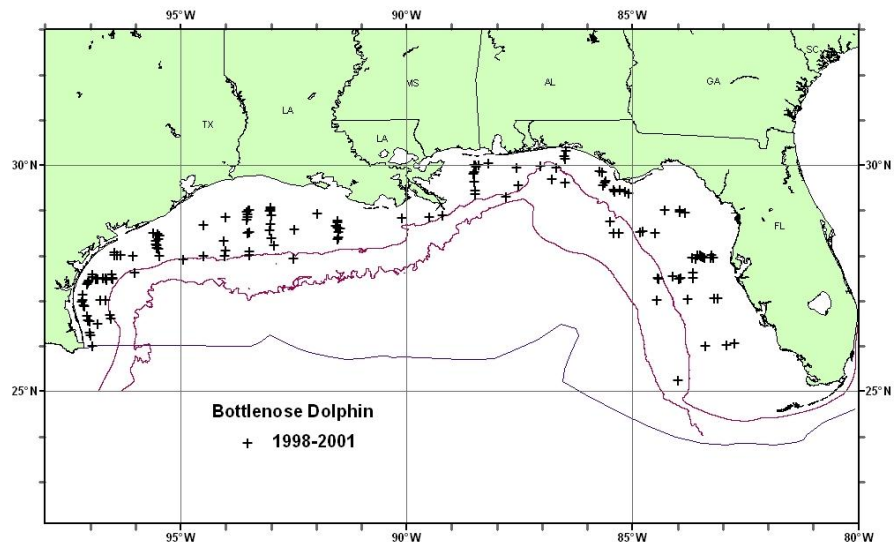 95°W 90°W 85°W
SC
MS AL GA
LA
TX
LA
30°N 30°N
FL
25°N 25°N
Bottlenose Dolphin
+ 1998-2001
95°W 90°W 85°W 80°W